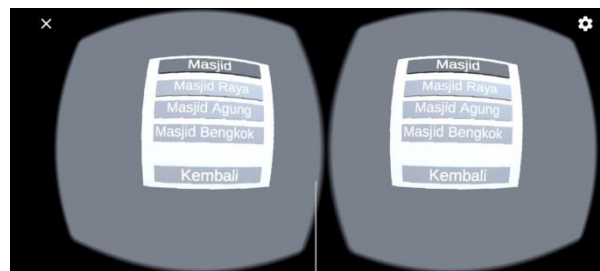 Masjid
Masjid Raya
Masjid Agung
Masjid Bengkok
Kembali
Masjid
Masjid Raya
Masjid Agung
Masjid Bengkok
Kembali